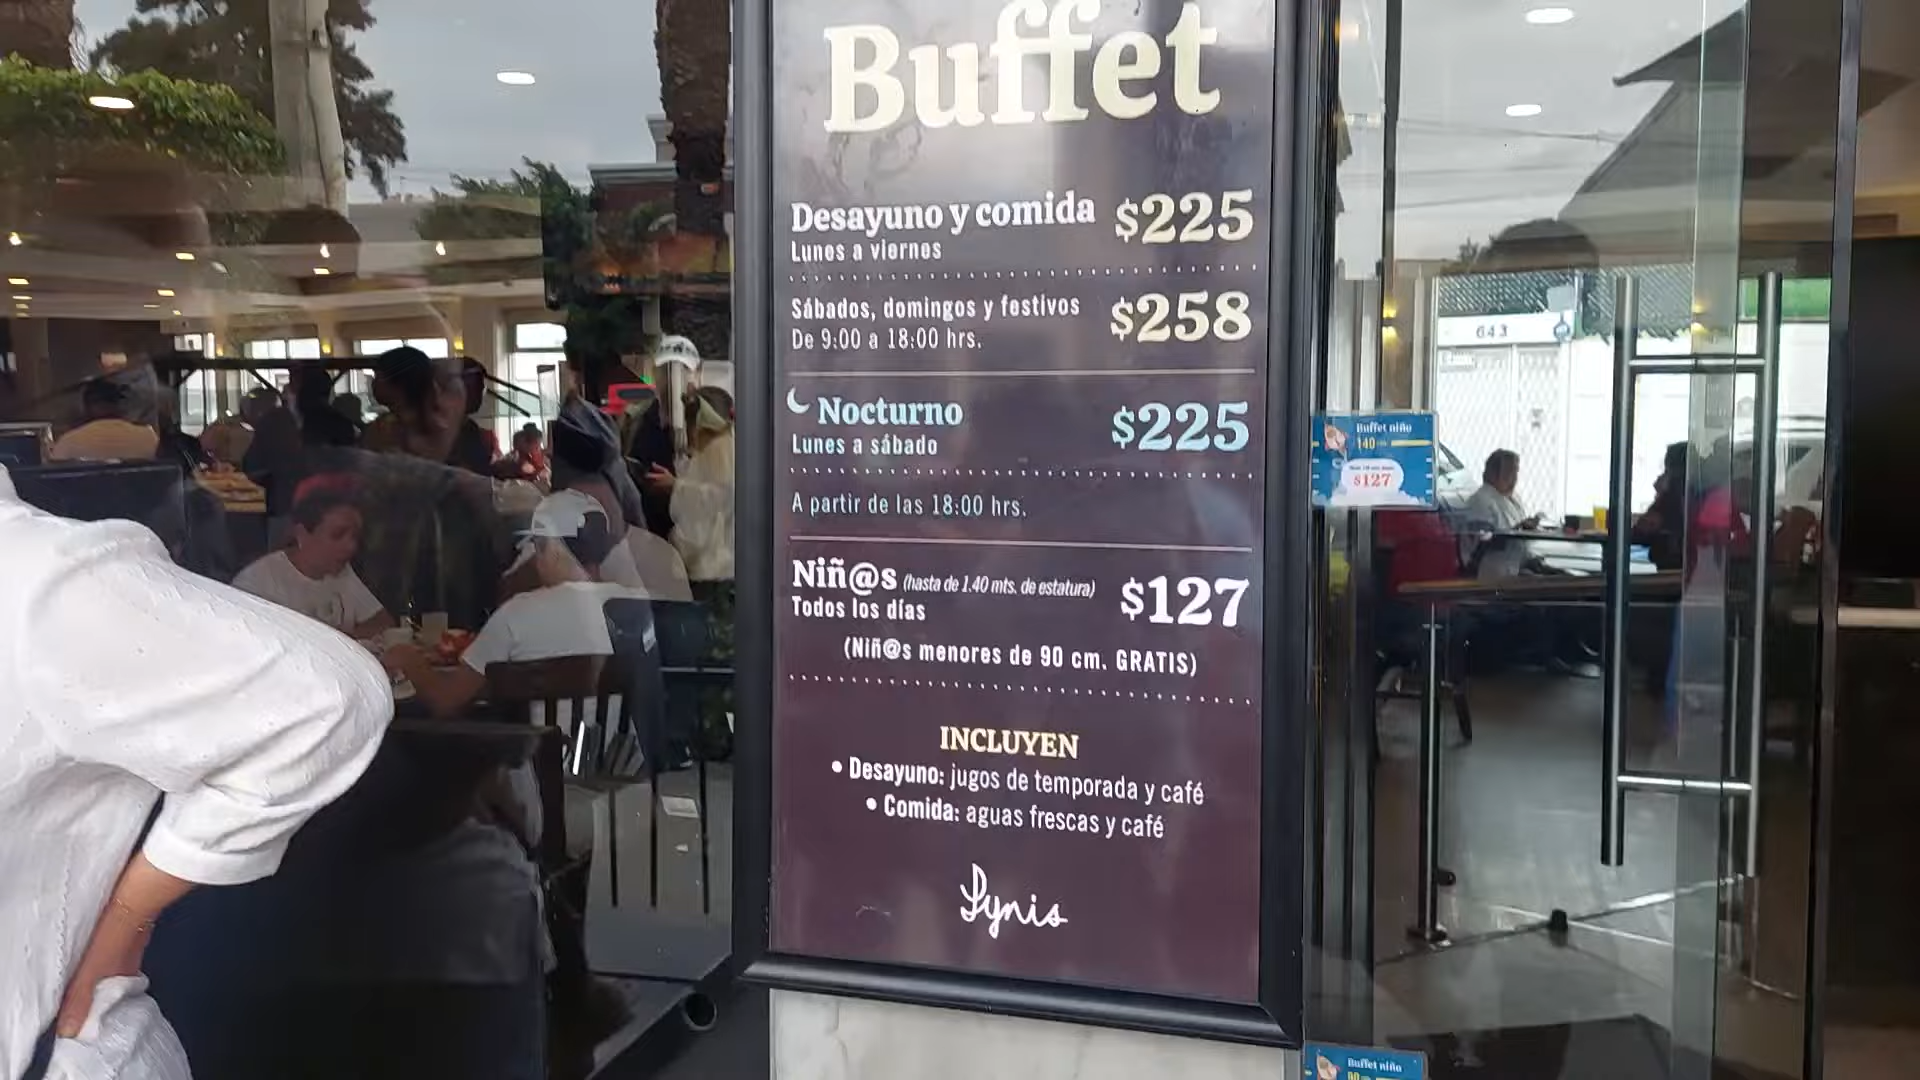 Buffet
Desayuno y comida $225
Lunes a viernes
Sábados, domingos y festivos $258
De 9:00 a 18:00 hrs.
Nocturno $225
Lunes a sábado
A partir de las 18:00 hrs.
Niñ@s (hasta de 1.40 mts. de estatura) $127
Todos los días
(Niñ@s menores de 90 cm. GRATIS)
INCLUYEN
• Desayuno: jugos de temporada y café
• Comida: aguas frescas y café
Lynis
643
Buffet niño
140
$127
Buffet niño